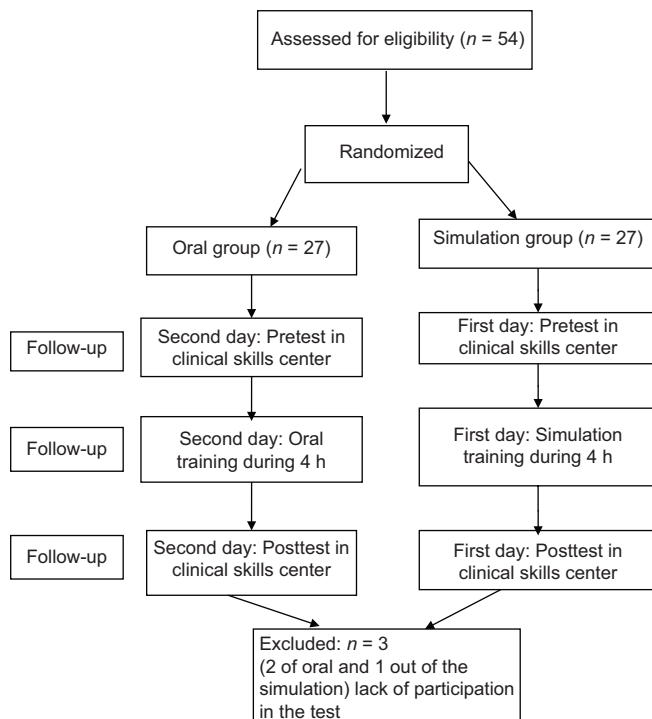 Assessed for eligibility (n = 54)
Randomized
Oral group (n = 27)
Simulation group (n = 27)
Follow-up
Second day: Pretest in
clinical skills center
First day: Pretest in
clinical skills center
Follow-up
Second day: Oral
training during 4 h
First day: Simulation
training during 4 h
Follow-up
Second day: Posttest in
clinical skills center
First day: Posttest in
clinical skills center
Excluded: n = 3
(2 of oral and 1 out of the
simulation) lack of participation
in the test